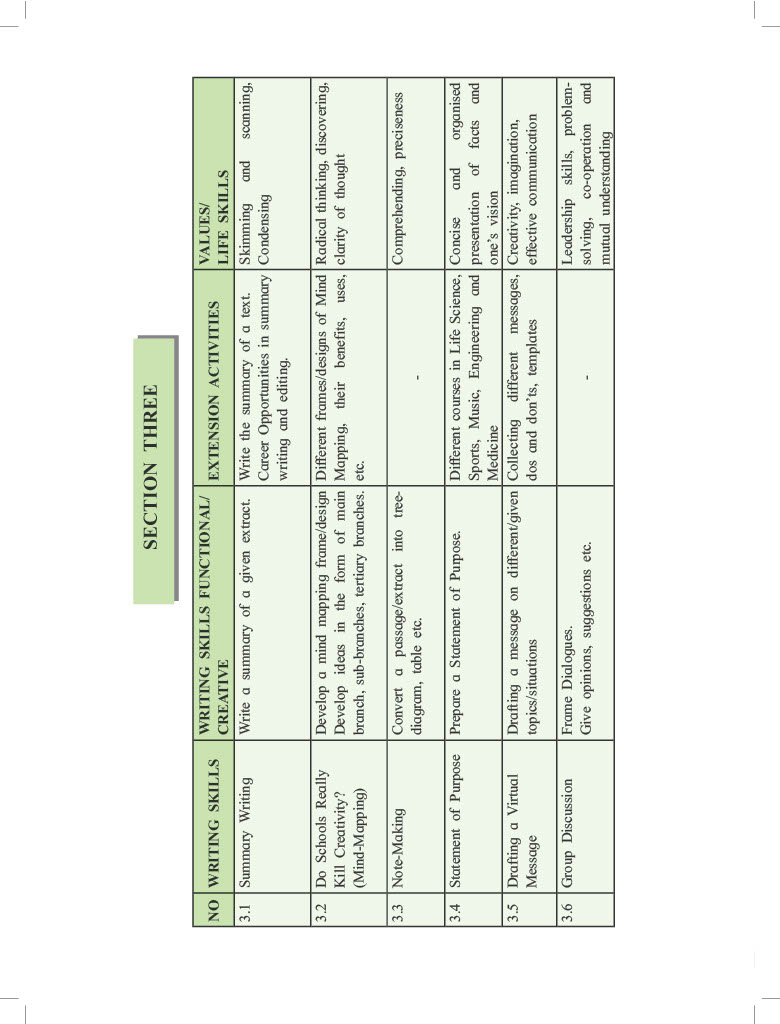 SECTION THREE
NO
WRITING SKILLS
WRITING SKILLS FUNCTIONAL/
CREATIVE
EXTENSION ACTIVITIES
VALUES/
LIFE SKILLS
3.1
Summary Writing
Write a summary of a given extract.
Write the summary of a text.
Career Opportunities in summary
writing and editing.
Skimming and scanning,
Condensing
3.2
Do Schools Really
Kill Creativity?
(Mind-Mapping)
Develop a mind mapping frame/design
Develop ideas in the form of main
branch, sub-branches, tertiary branches.
Different frames/designs of Mind
Mapping, their benefits, uses,
etc.
Radical thinking, discovering,
clarity of thought
3.3
Note-Making
Convert a passage/extract into tree-
diagram, table etc.
-
Comprehending, preciseness
3.4
Statement of Purpose
Prepare a Statement of Purpose.
Different courses in Life Science,
Sports, Music, Engineering and
Medicine
Concise and organised
presentation of facts and
one's vision
3.5
Drafting a Virtual
Message
Drafting a message on different/given
topics/situations
Collecting different messages,
dos and don'ts, templates
Creativity, imagination,
effective communication
3.6
Group Discussion
Frame Dialogues.
Give opinions, suggestions etc.
-
Leadership skills, problem-
solving, co-operation and
mutual understanding